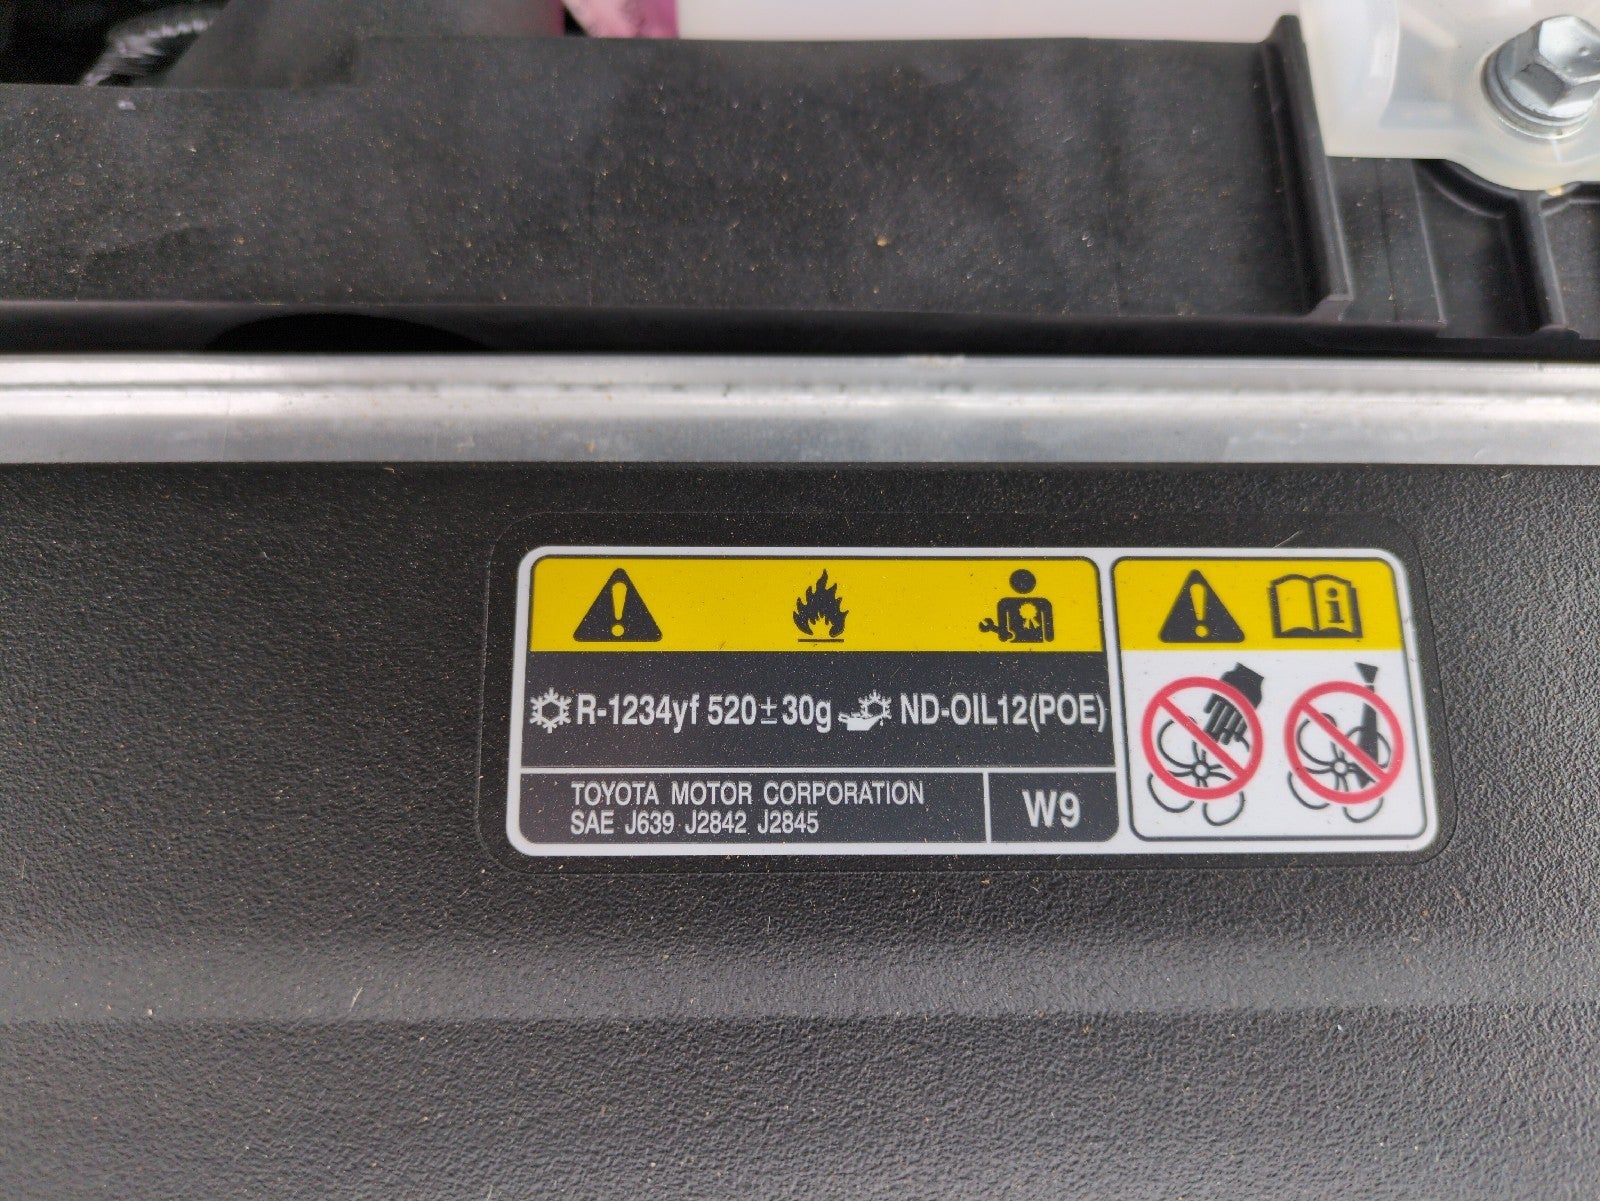 R-1234yf 520±30g ND-OIL12(POE)
TOYOTA MOTOR CORPORATION
SAE J639 J2842 J2845
W9